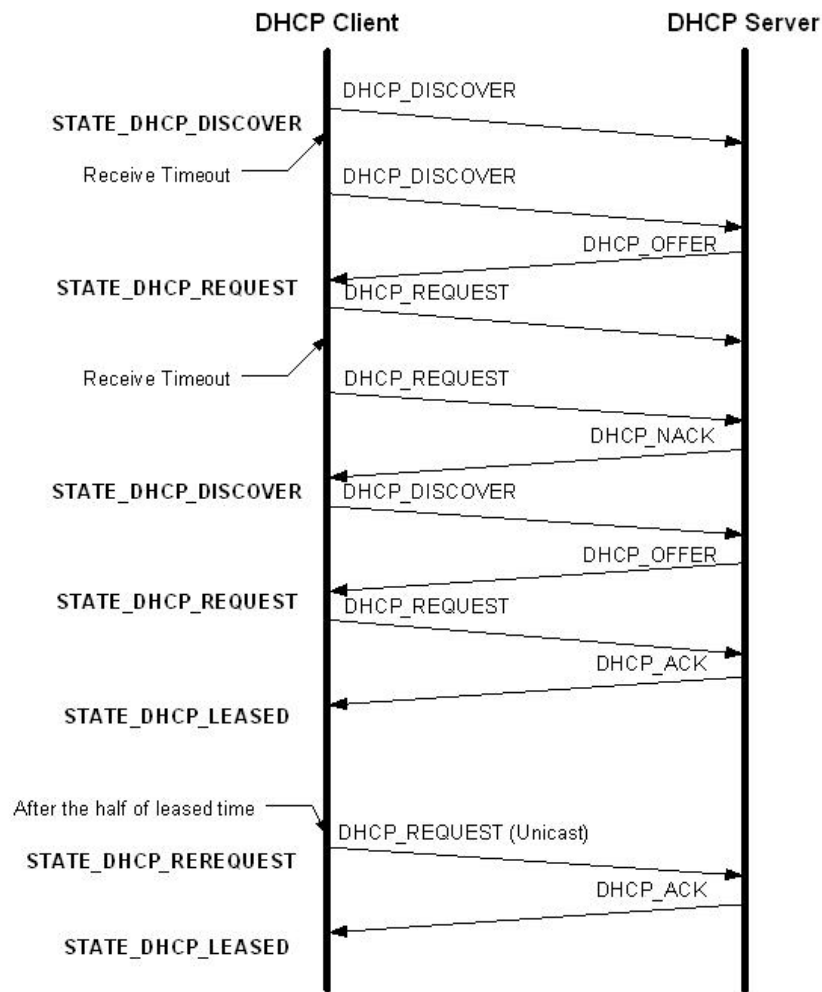 DHCP Client
DHCP Server
DHCP_DISCOVER
STATE_DHCP_DISCOVER
Receive Timeout
DHCP_DISCOVER
DHCP_OFFER
STATE_DHCP_REQUEST
DHCP_REQUEST
Receive Timeout
DHCP_REQUEST
DHCP_NACK
STATE_DHCP_DISCOVER
DHCP_DISCOVER
DHCP_OFFER
STATE_DHCP_REQUEST
DHCP_REQUEST
DHCP_ACK
STATE_DHCP_LEASED
After the half of leased time
DHCP_REQUEST (Unicast)
STATE_DHCP_REREQUEST
DHCP_ACK
STATE_DHCP_LEASED